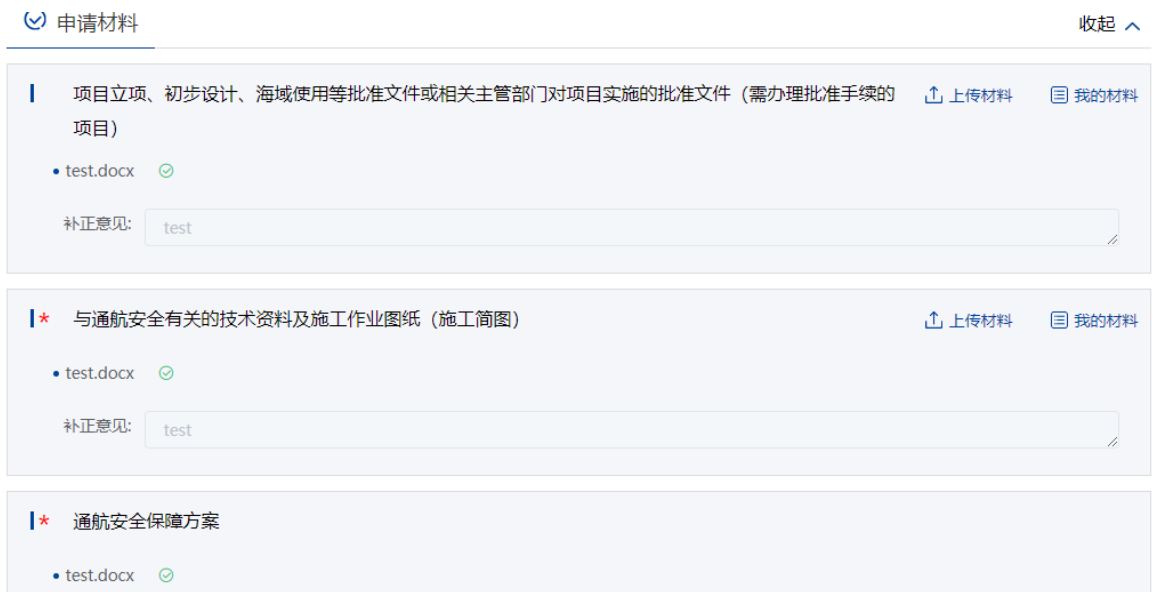 申请材料 收起
项目立项、初步设计、海域使用等批准文件或相关主管部门对项目实施的批准文件（需办理批准手续的 上传材料 我的材料
项目）
test.docx
补正意见: test
* 与通航安全有关的技术资料及施工作业图纸（施工简图） 上传材料 我的材料
test.docx
补正意见: test
* 通航安全保障方案
test.docx